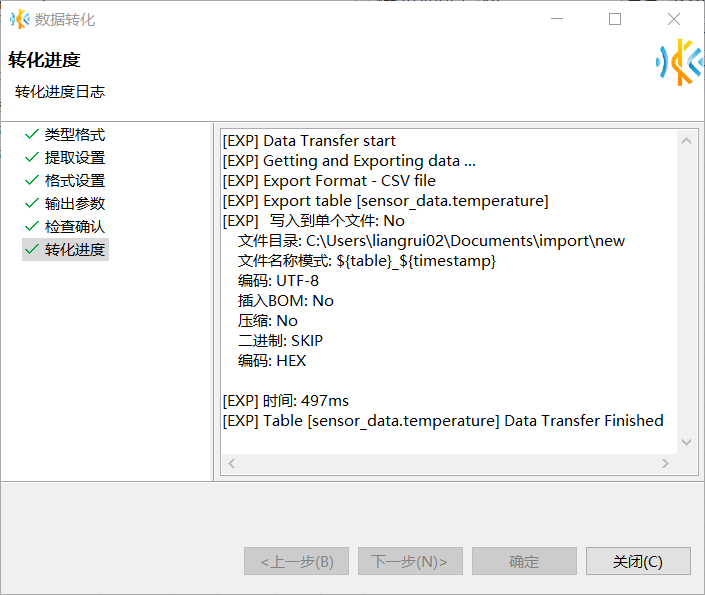 数据转化
转化进度
转化进度日志
类型格式
提取设置
格式设置
输出参数
检查确认
转化进度
[EXP] Data Transfer start
[EXP] Getting and Exporting data ...
[EXP] Export Format - CSV file
[EXP] Export table [sensor_data.temperature]
[EXP] 写入到单个文件: No
文件目录: C:\Users\liangrui02\Documents\import\new
文件名称模式: ${table}_${timestamp}
编码: UTF-8
插入BOM: No
压缩: No
二进制: SKIP
编码: HEX
[EXP] 时间: 497ms
[EXP] Table [sensor_data.temperature] Data Transfer Finished
<上一步(B)
下一步(N)>
确定
关闭(C)